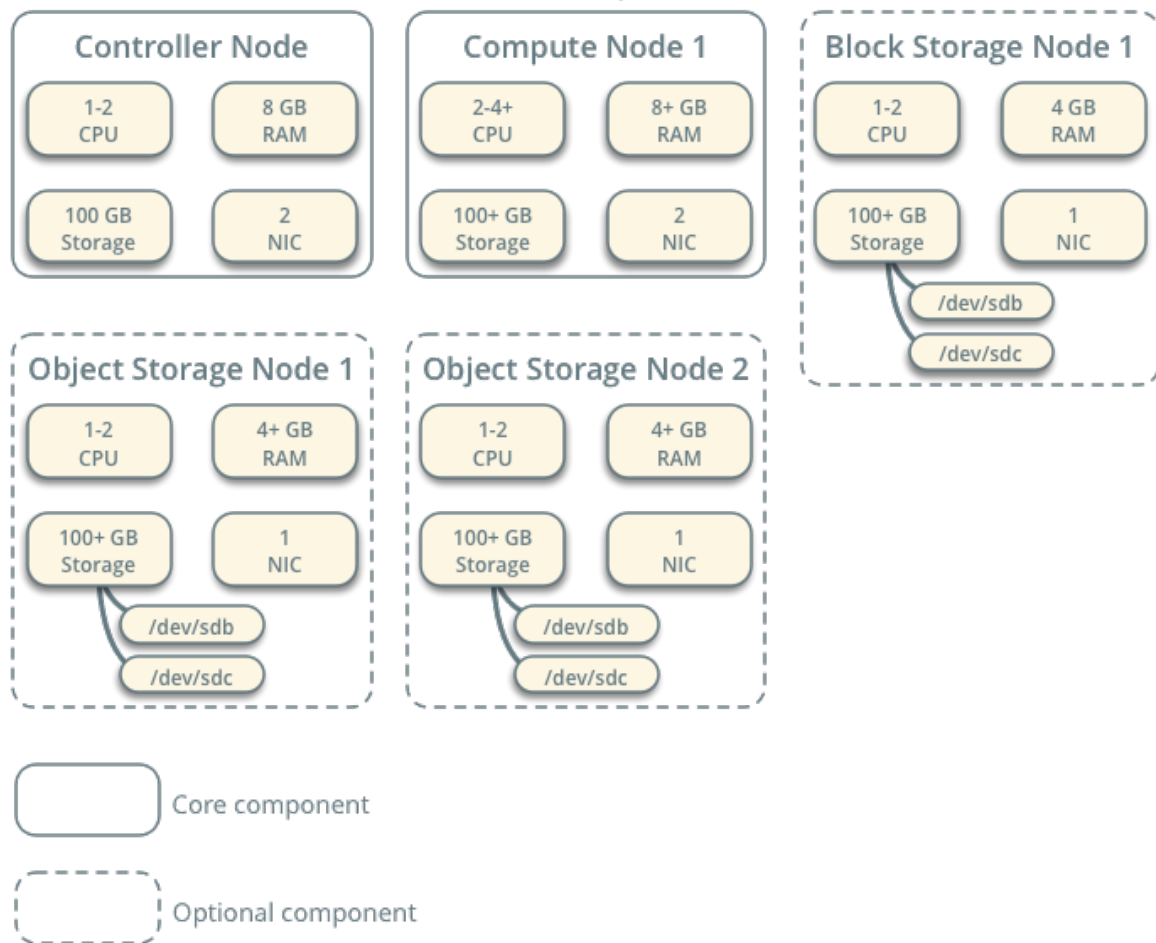 Controller Node
1-2
CPU
8 GB
RAM
100 GB
Storage
2
NIC
Compute Node 1
2-4+
CPU
8+ GB
RAM
100+ GB
Storage
2
NIC
Block Storage Node 1
1-2
CPU
4 GB
RAM
100+ GB
Storage
1
NIC
/dev/sdb
/dev/sdc
Object Storage Node 1
1-2
CPU
4+ GB
RAM
100+ GB
Storage
1
NIC
/dev/sdb
/dev/sdc
Object Storage Node 2
1-2
CPU
4+ GB
RAM
100+ GB
Storage
1
NIC
/dev/sdb
/dev/sdc
Core component
Optional component